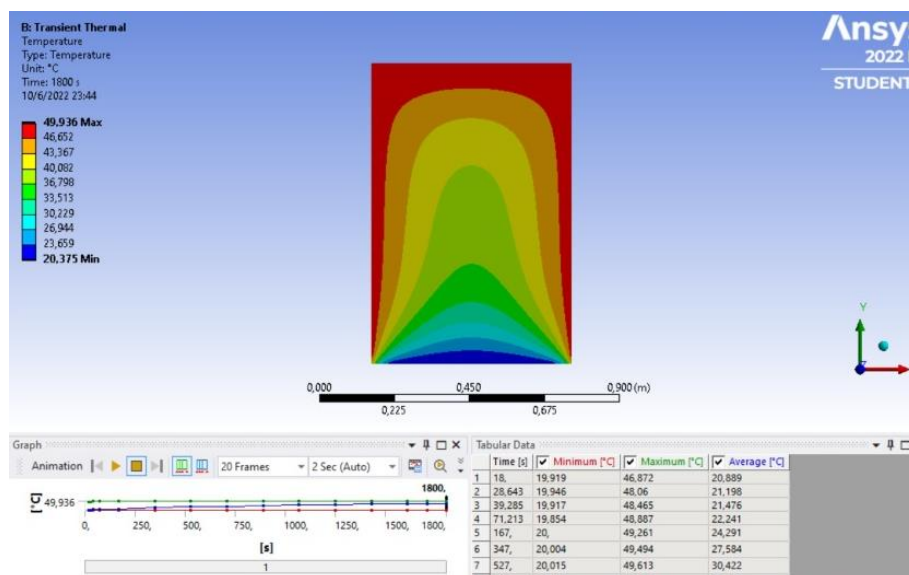 B: Transient Thermal
Temperature
Type: Temperature
Unit: °C
Time: 1800 s
10/6/2022 23:44
49,936 Max
46,652
43,367
40,082
36,798
33,513
30,229
26,944
23,659
20,375 Min
Ansy
2022
STUDENT
Y
0,000 0,450 0,900 (m)
0,225 0,675
Graph
Animation 20 Frames 2 Sec (Auto)
1800,
[°C] 49,936
0, 250, 500, 750, 1000, 1250, 1500, 1800,
[s]
1
Tabular Data
Time [s] Minimum [°C] Maximum [°C] Average [°C]
1 18, 19,919 46,872 20,889
2 28,643 19,946 48,06 21,198
3 39,285 19,917 48,465 21,476
4 71,213 19,854 48,887 22,241
5 167, 20, 49,261 24,291
6 347, 20,004 49,494 27,584
7 527, 20,015 49,613 30,422